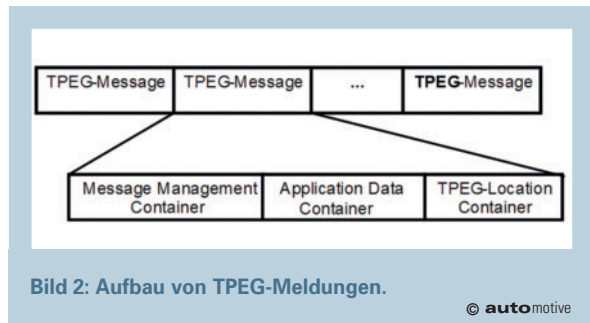 TPEG-Message TPEG-Message ... TPEG-Message
Message Management Container Application Data Container TPEG-Location Container
Bild 2: Aufbau von TPEG-Meldungen.
© automotive